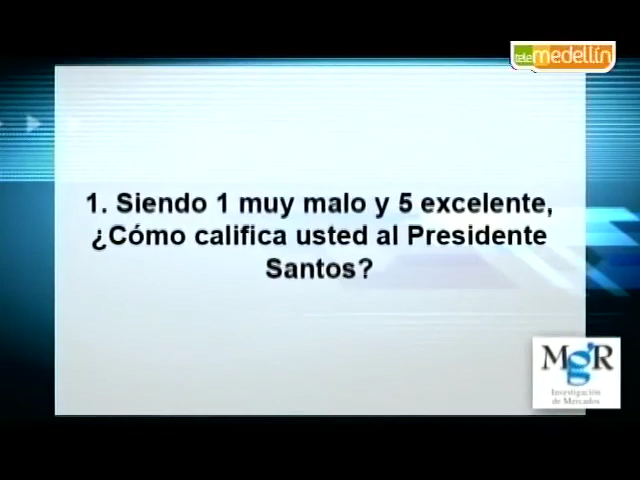 telemedellín
1. Siendo 1 muy malo y 5 excelente,
¿Cómo califica usted al Presidente
Santos?
MgR
Investigación
de Mercados